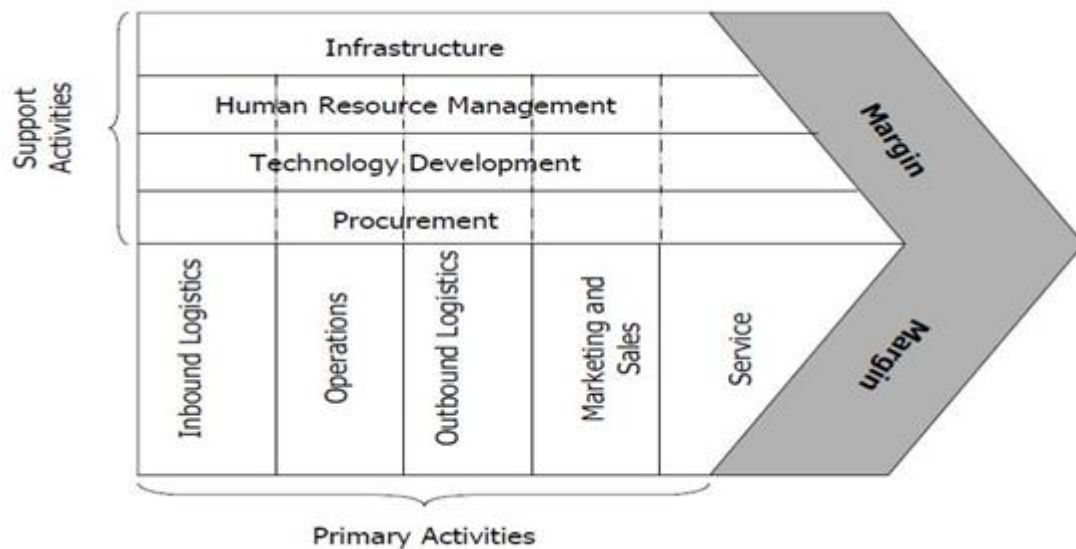 Support
Activities
Infrastructure
Human Resource Management
Technology Development
Procurement
Inbound Logistics
Operations
Outbound Logistics
Marketing and
Sales
Service
Margin
Margin
Primary Activities